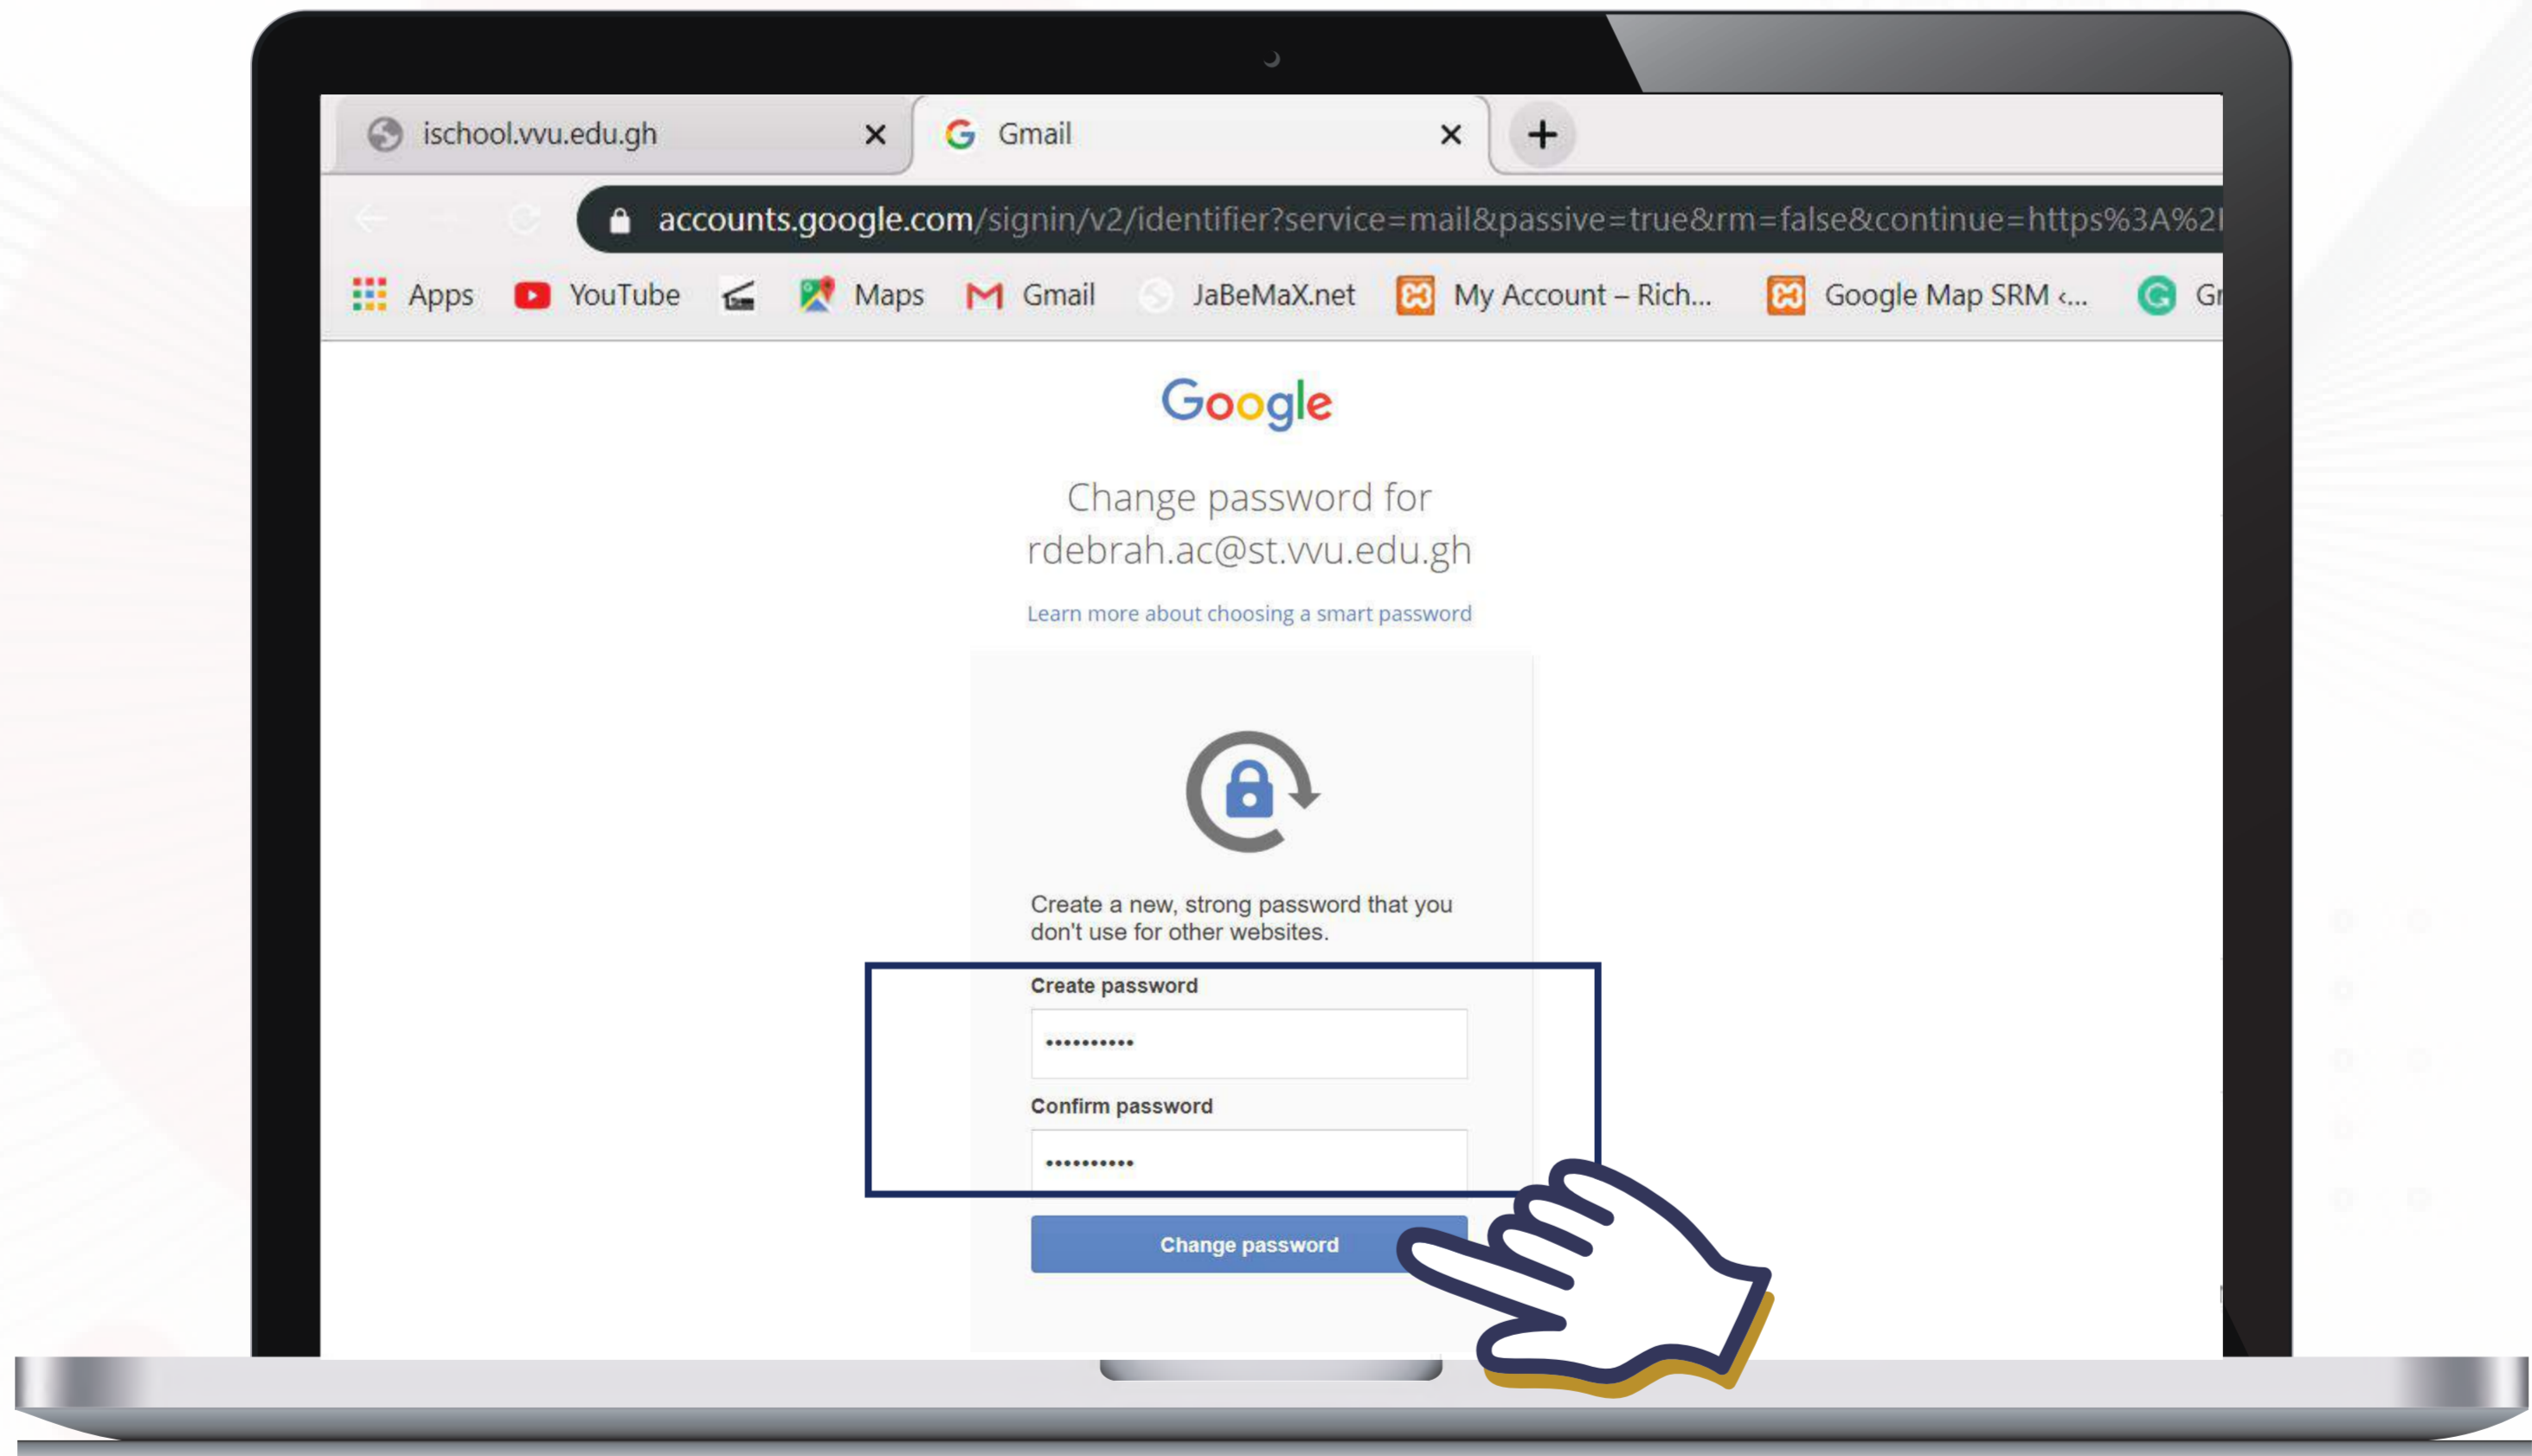 ischool.vvu.edu.gh
Gmail
accounts.google.com/signin/v2/identifier?service=mail&passive=true&rm=false&continue=https%3A%2
Apps YouTube Maps Gmail JaBeMaX.net My Account – Rich... Google Map SRM ‹... Gr
Google
Change password for
rdebrah.ac@st.vvu.edu.gh
Learn more about choosing a smart password
Create a new, strong password that you
don't use for other websites.
Create password
••••••••••
Confirm password
••••••••••
Change password